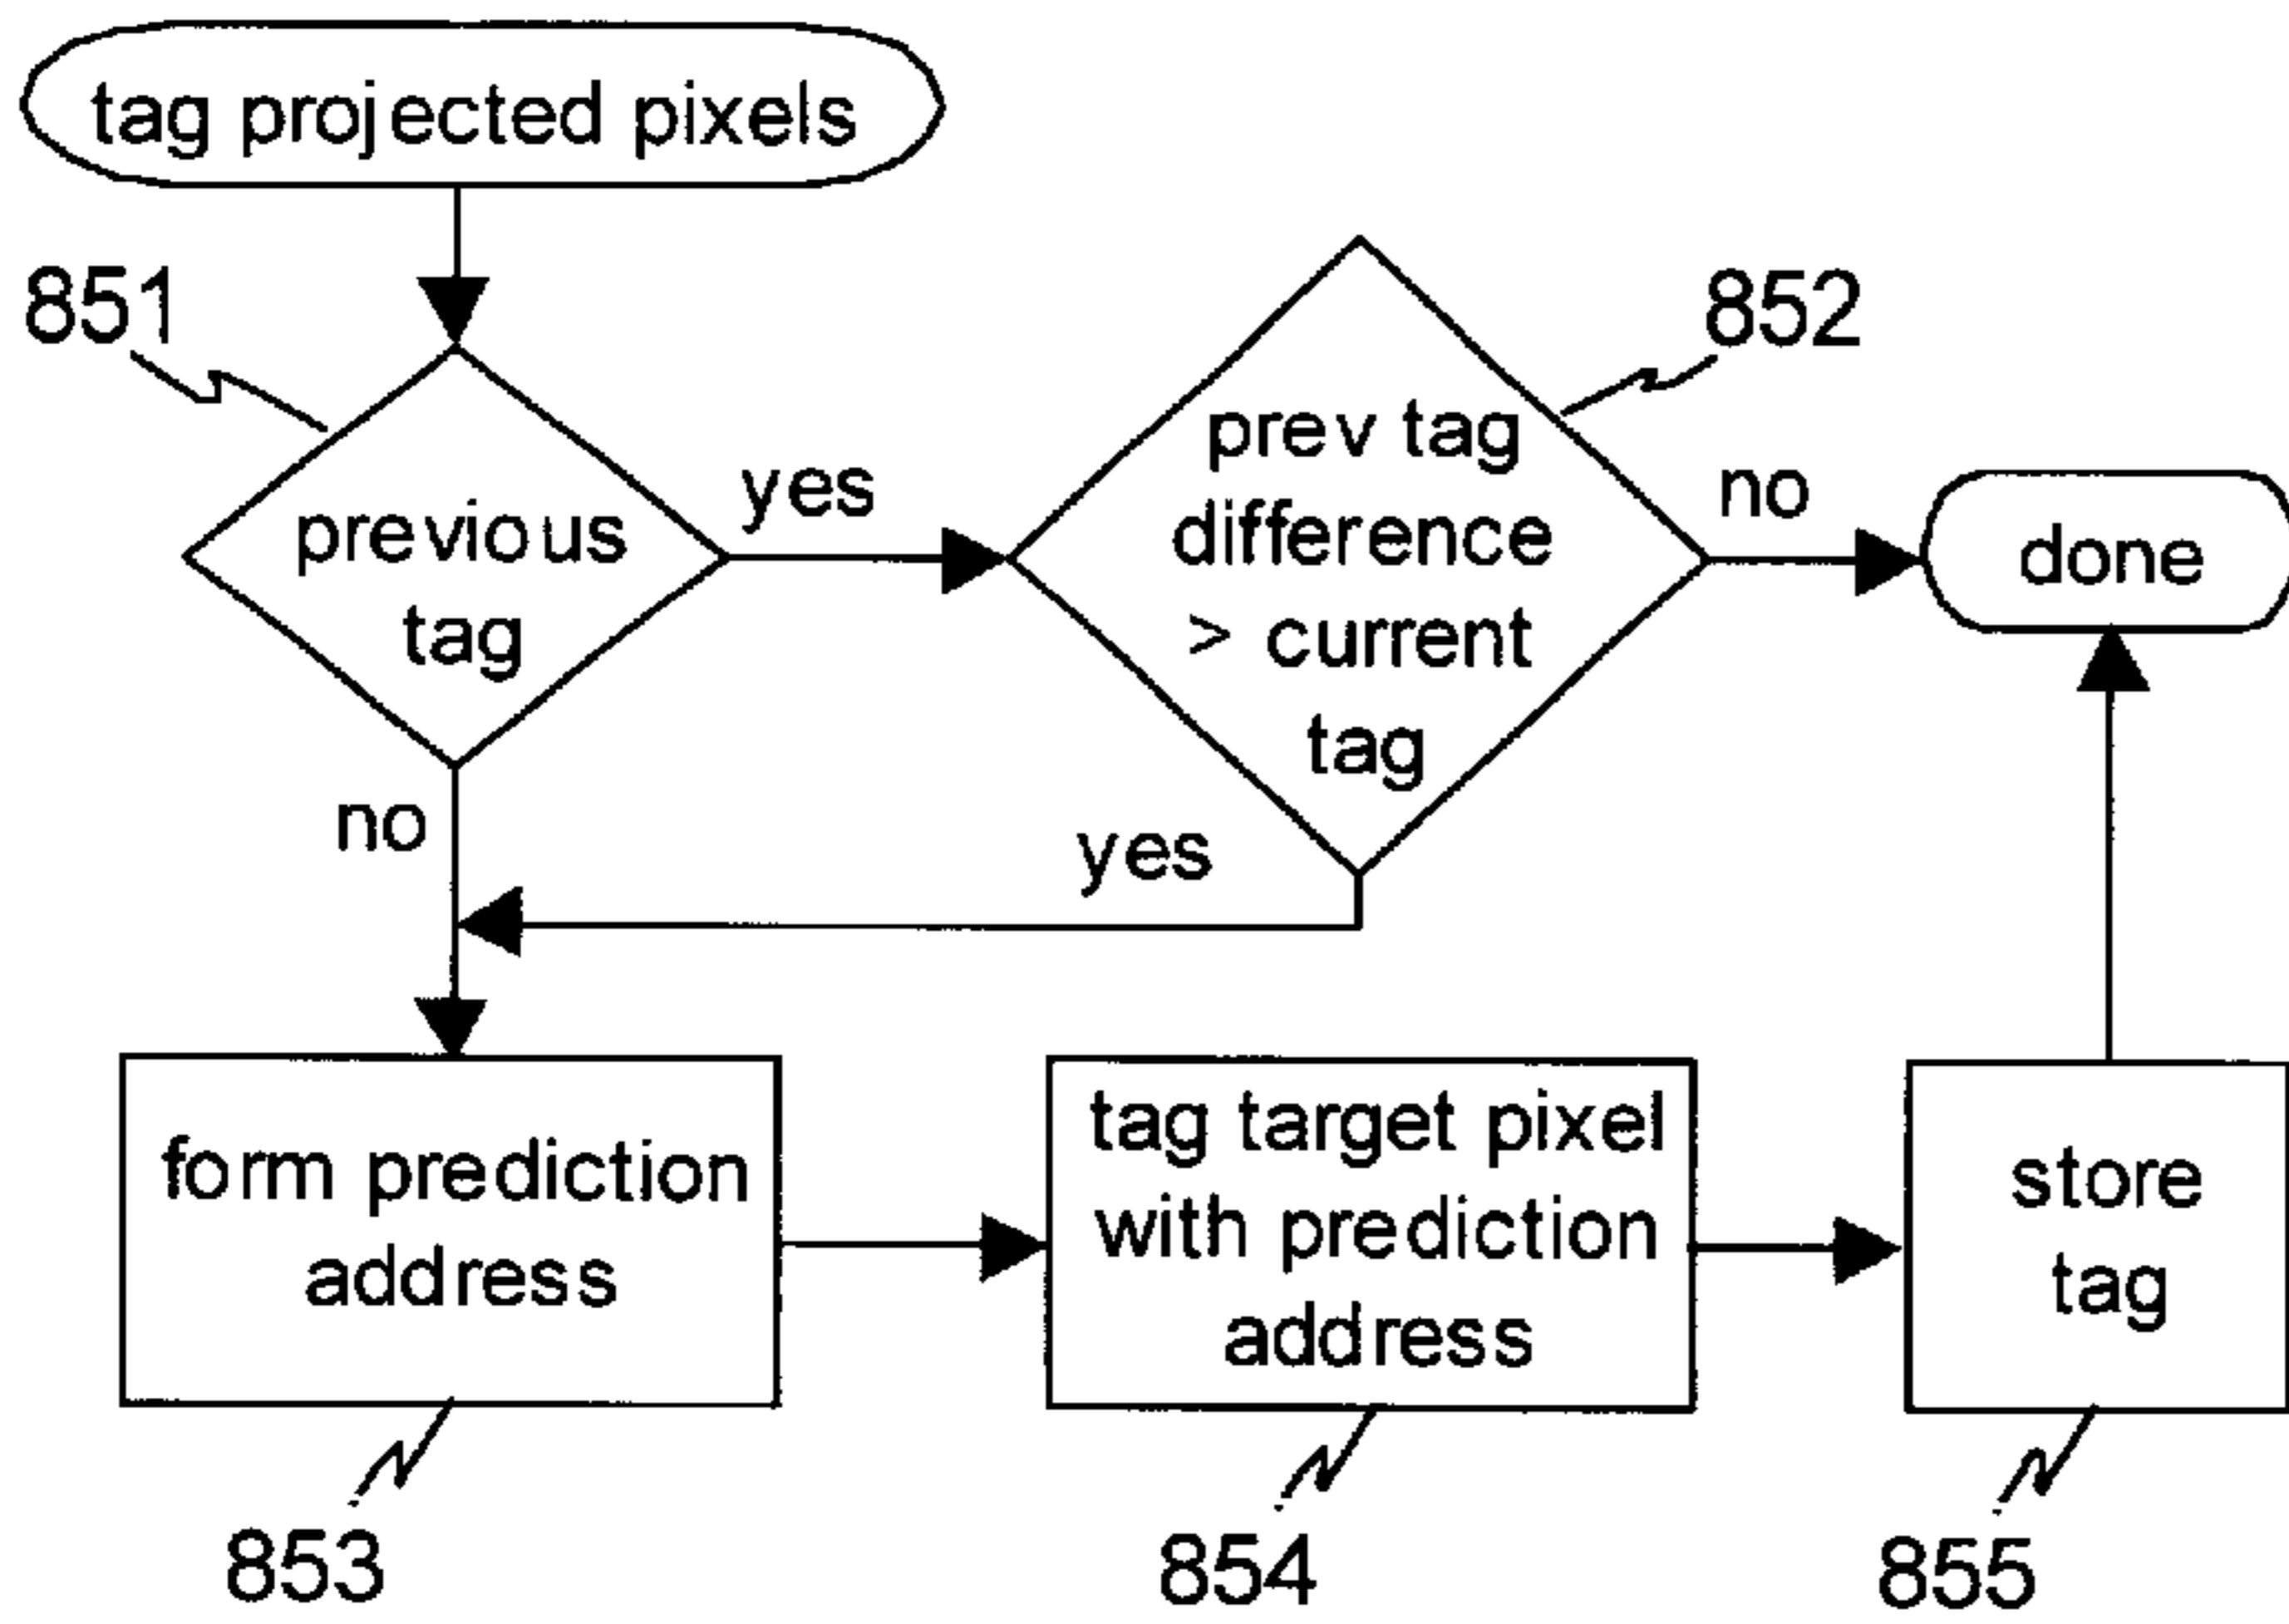 tag projected pixels
851
previous
tag
yes
no
852
prev tag
difference
> current
tag
no
yes
done
form prediction
address
853
tag target pixel
with prediction
address
854
store
tag
855